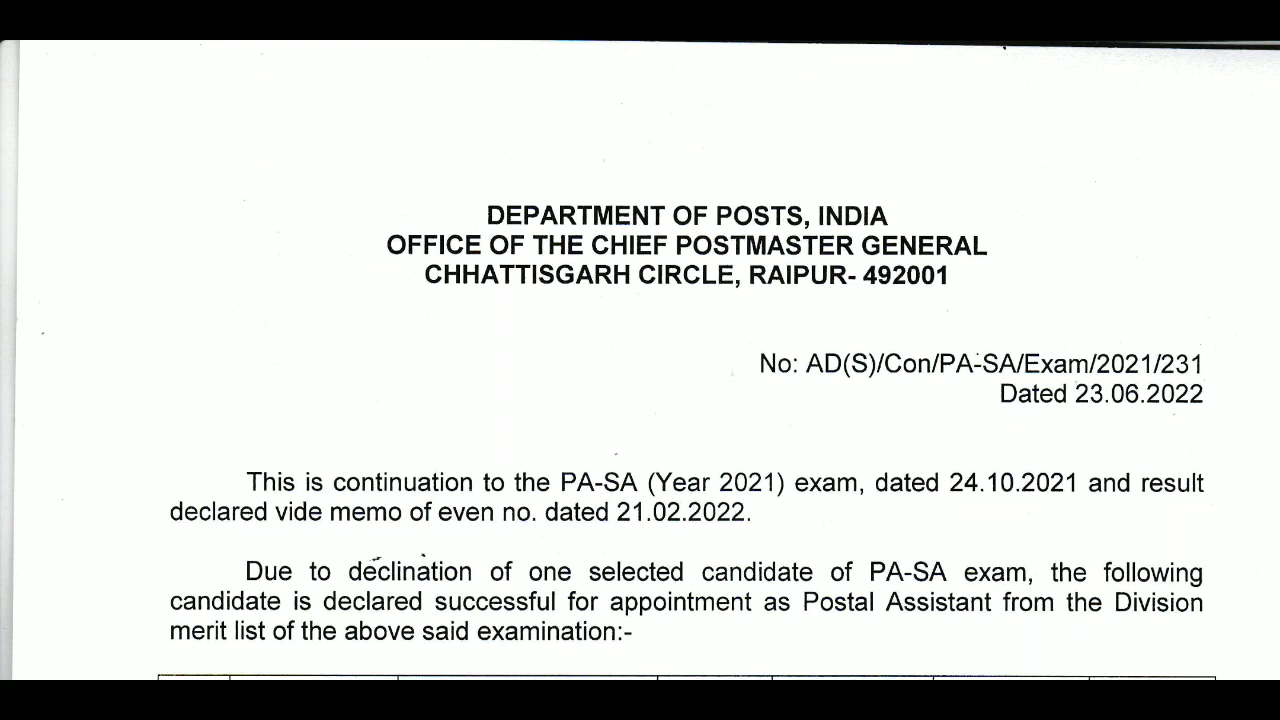 DEPARTMENT OF POSTS, INDIA
OFFICE OF THE CHIEF POSTMASTER GENERAL
CHHATTISGARH CIRCLE, RAIPUR- 492001
No: AD(S)/Con/PA-SA/Exam/2021/231
Dated 23.06.2022
This is continuation to the PA-SA (Year 2021) exam, dated 24.10.2021 and result
declared vide memo of even no. dated 21.02.2022.
Due to declination of one selected candidate of PA-SA exam, the following
candidate is declared successful for appointment as Postal Assistant from the Division
merit list of the above said examination:-